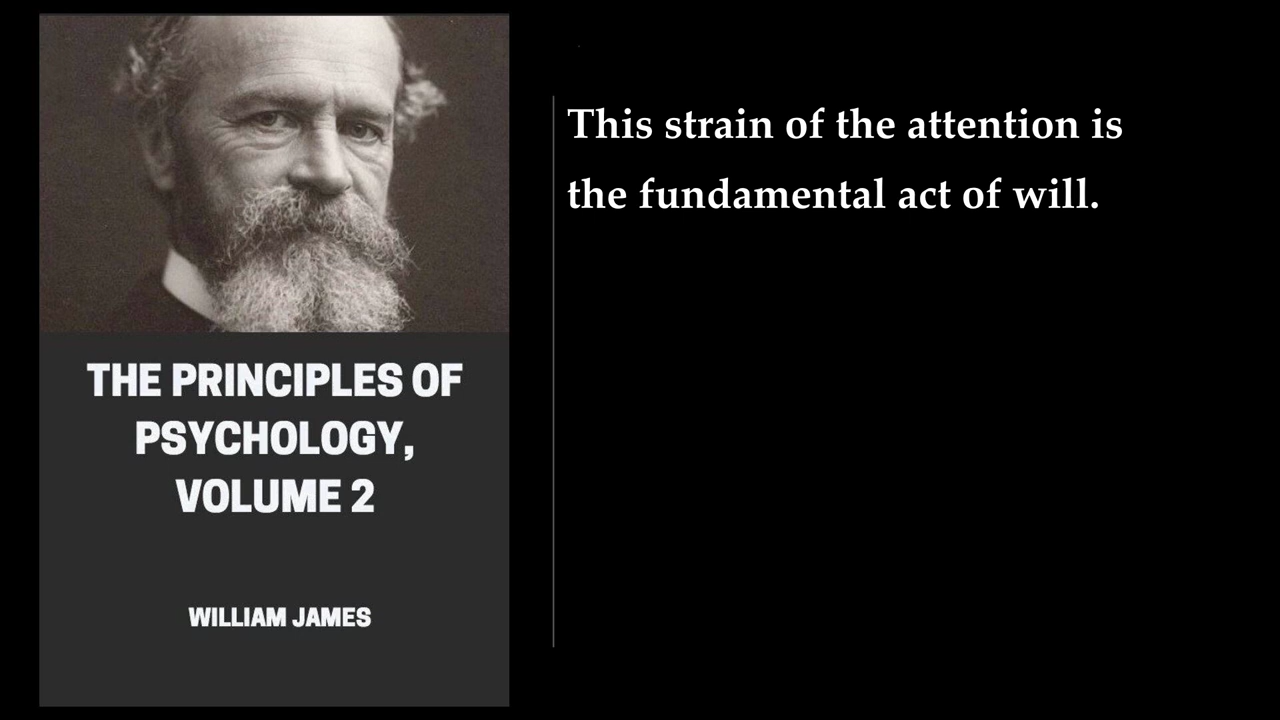 THE PRINCIPLES OF
PSYCHOLOGY,
VOLUME 2
WILLIAM JAMES
This strain of the attention is
the fundamental act of will.